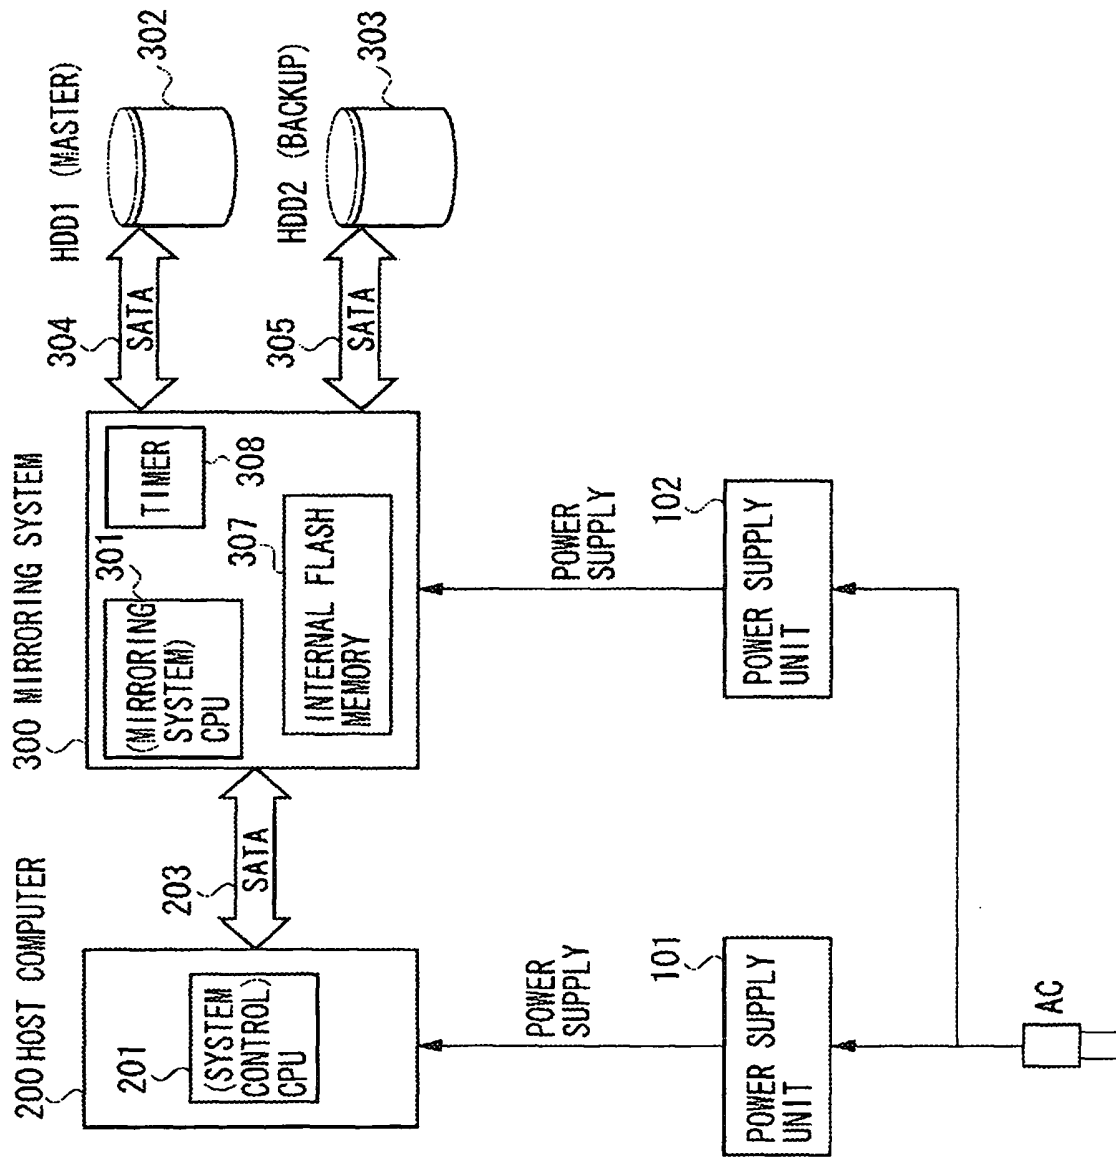 200 HOST COMPUTER
201
(SYSTEM
CONTROL)
CPU
203
SATA
300 MIRRORING SYSTEM
301
(MIRRORING
SYSTEM)
CPU
TIMER
308
307
INTERNAL FLASH
MEMORY
304
SATA
HDD1 (MASTER)
302
305
SATA
HDD2 (BACKUP)
303
POWER
SUPPLY
POWER
SUPPLY
101
POWER SUPPLY
UNIT
102
POWER SUPPLY
UNIT
AC